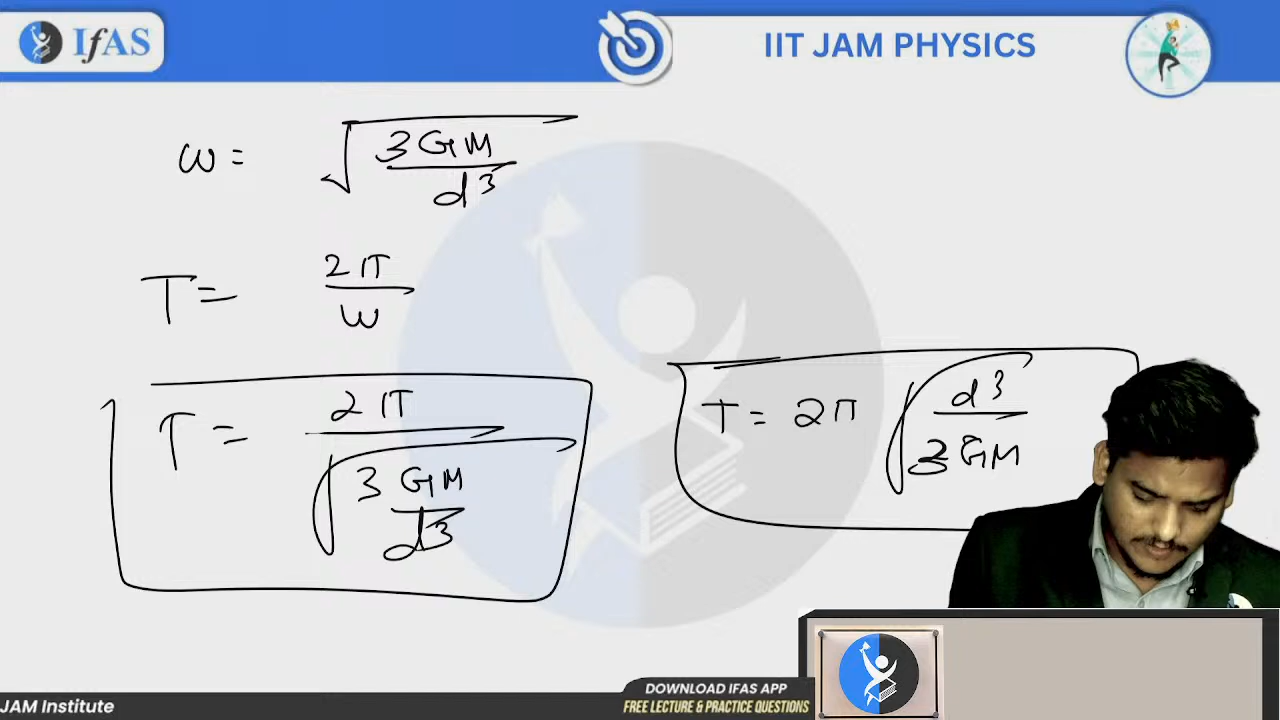 IfAS
IIT JAM PHYSICS
ω = √(3GM/d³)
T = 2π/ω
T = 2π/√(3GM/d³)
T = 2π √(d³/3GM)
JAM Institute
DOWNLOAD IFAS APP
FREE LECTURE & PRACTICE QUESTIONS